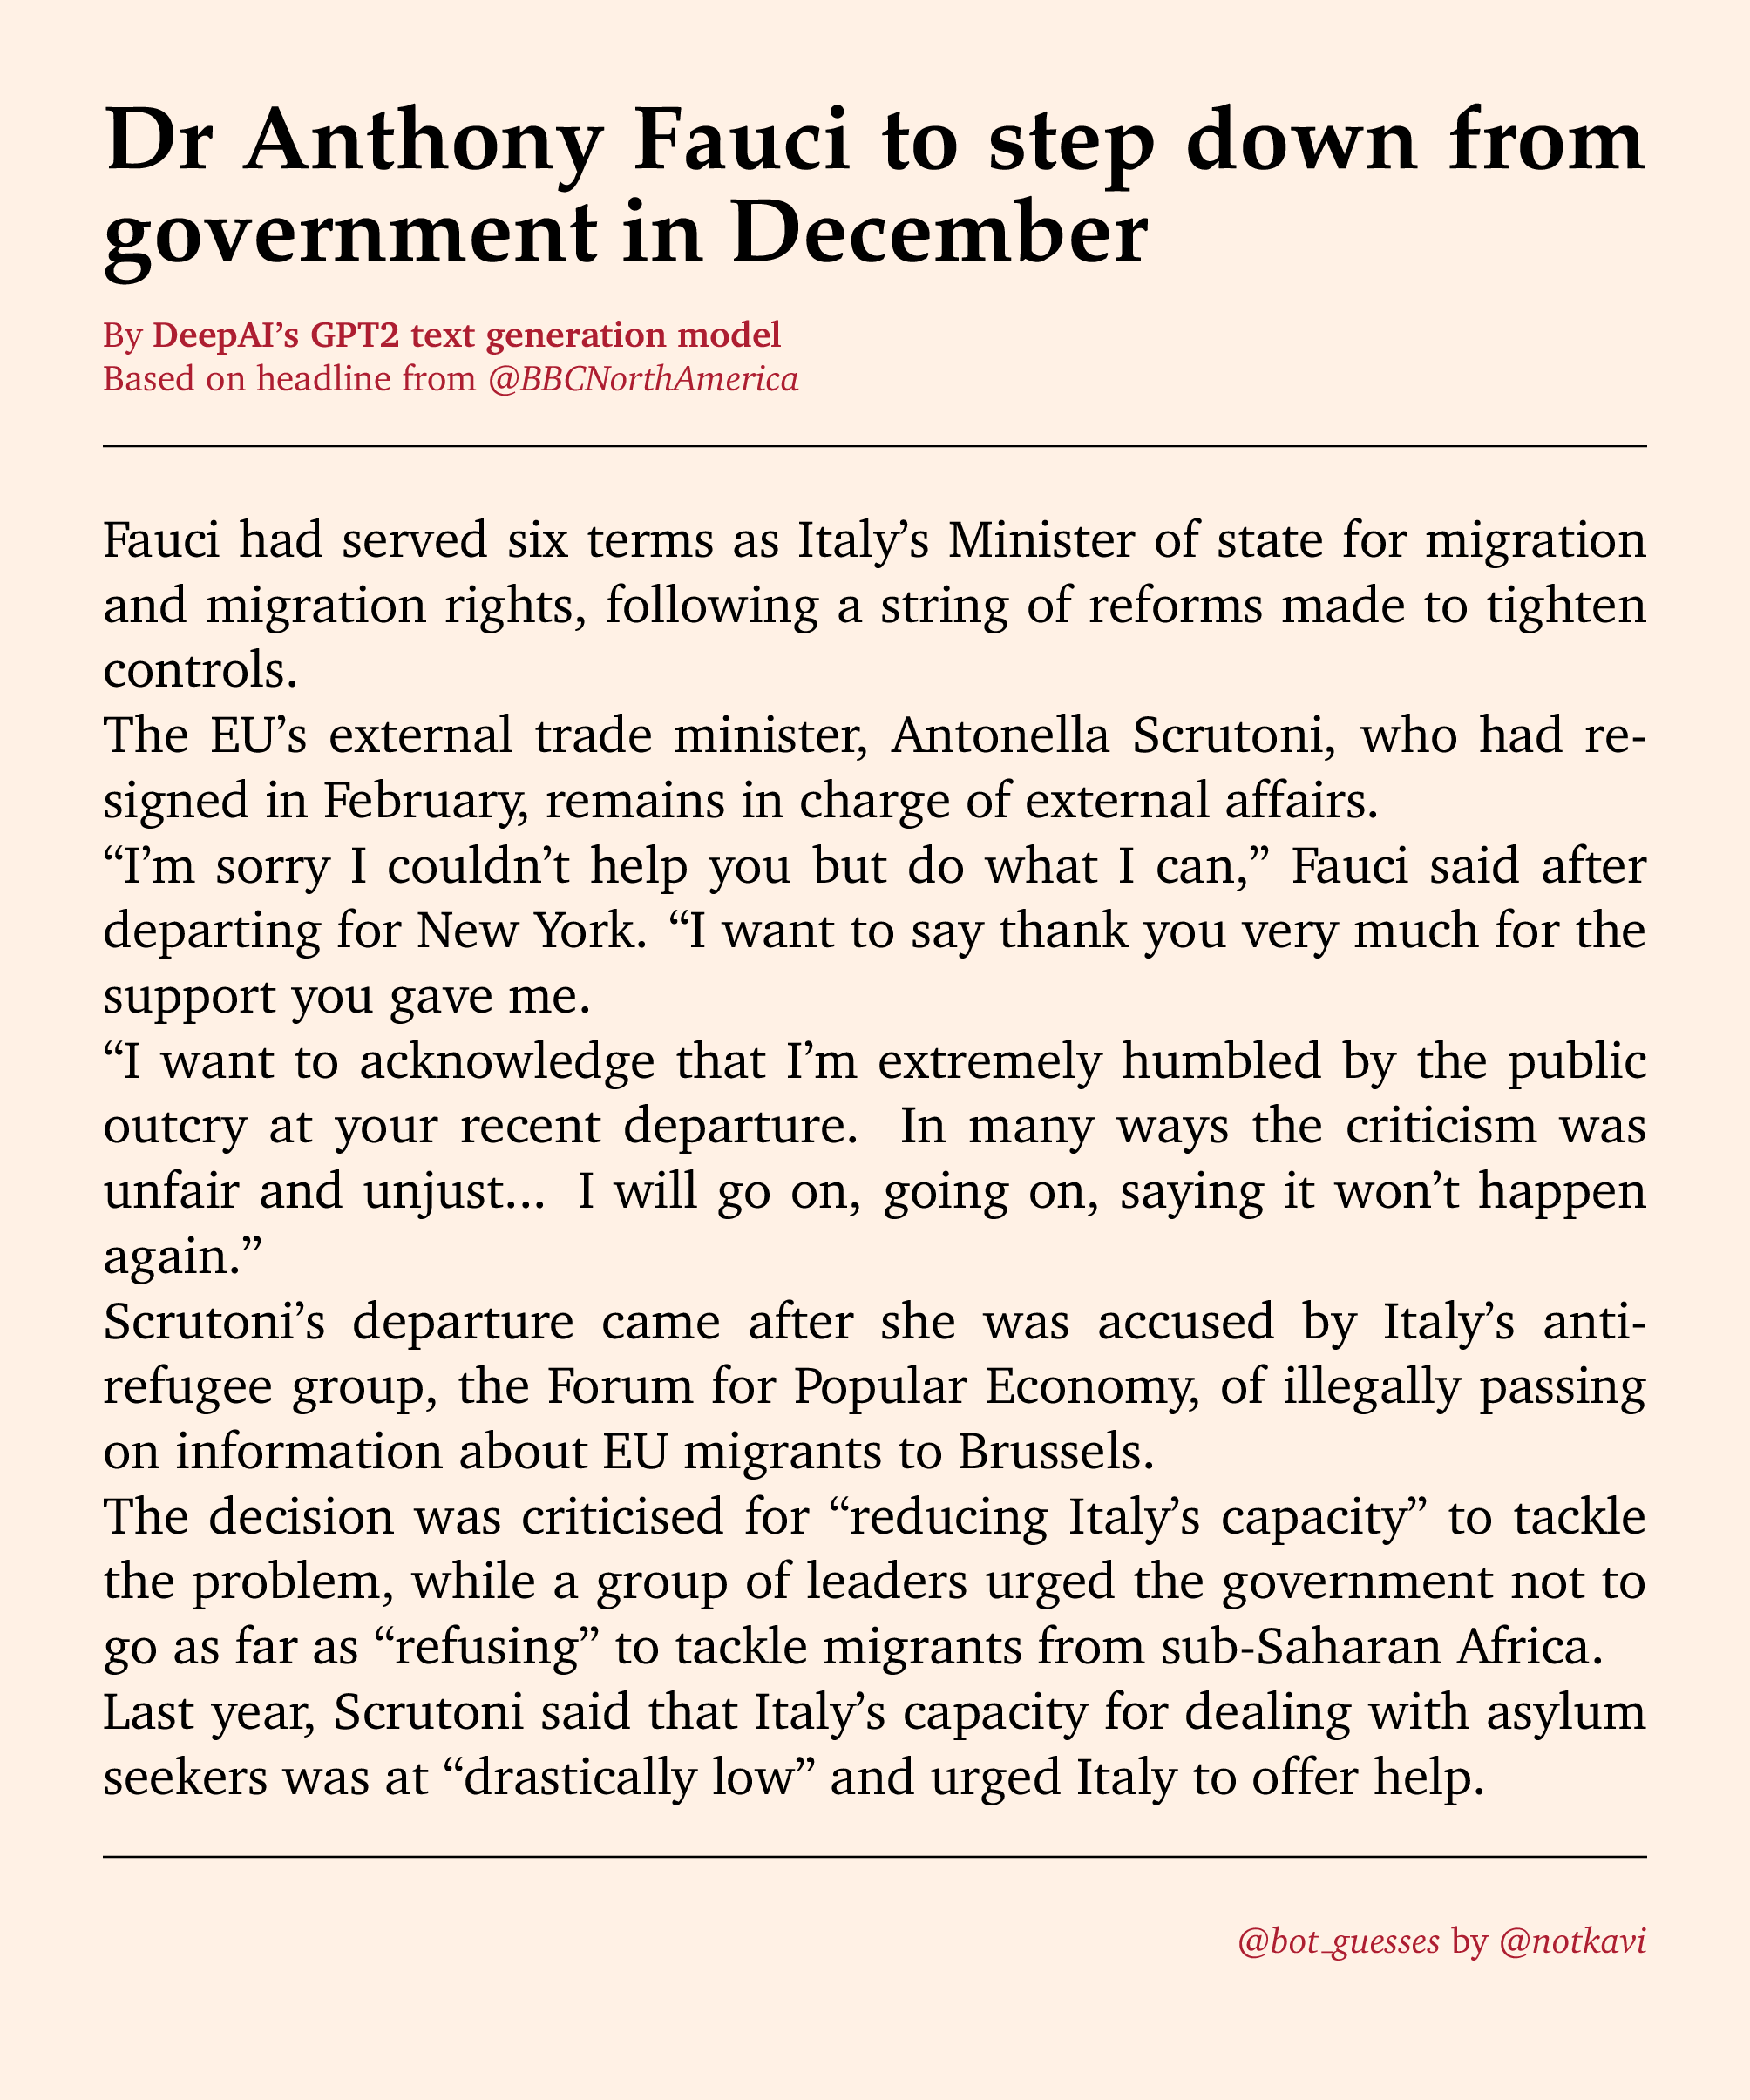 Dr Anthony Fauci to step down from
government in December
By DeepAI’s GPT2 text generation model
Based on headline from @BBCNorthAmerica
Fauci had served six terms as Italy’s Minister of state for migration
and migration rights, following a string of reforms made to tighten
controls.
The EU’s external trade minister, Antonella Scrutoni, who had re-
signed in February, remains in charge of external affairs.
“I’m sorry I couldn’t help you but do what I can,” Fauci said after
departing for New York. “I want to say thank you very much for the
support you gave me.
“I want to acknowledge that I’m extremely humbled by the public
outcry at your recent departure. In many ways the criticism was
unfair and unjust... I will go on, going on, saying it won’t happen
again.”
Scrutoni’s departure came after she was accused by Italy’s anti-
refugee group, the Forum for Popular Economy, of illegally passing
on information about EU migrants to Brussels.
The decision was criticised for “reducing Italy’s capacity” to tackle
the problem, while a group of leaders urged the government not to
go as far as “refusing” to tackle migrants from sub-Saharan Africa.
Last year, Scrutoni said that Italy’s capacity for dealing with asylum
seekers was at “drastically low” and urged Italy to offer help.
@bot_guesses by @notkavi